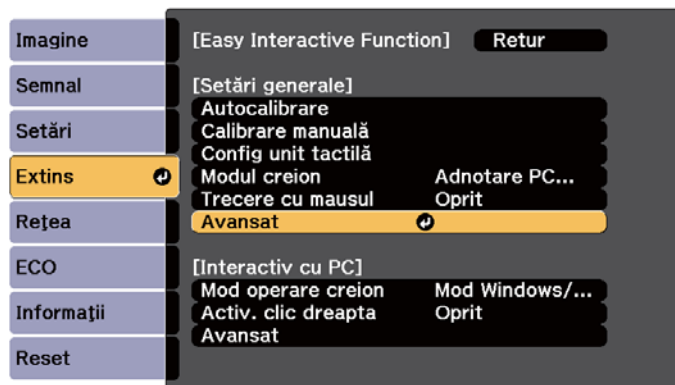 Imagine
Semnal
Setări
Extins
Reţea
ECO
Informaţii
Reset
[Easy Interactive Function] Retur
[Setări generale]
Autocalibrare
Calibrare manuală
Config unit tactilă
Modul creion Adnotare PC...
Trecere cu mausul Oprit
Avansat
[Interactiv cu PC]
Mod operare creion Mod Windows/...
Activ. clic dreapta Oprit
Avansat